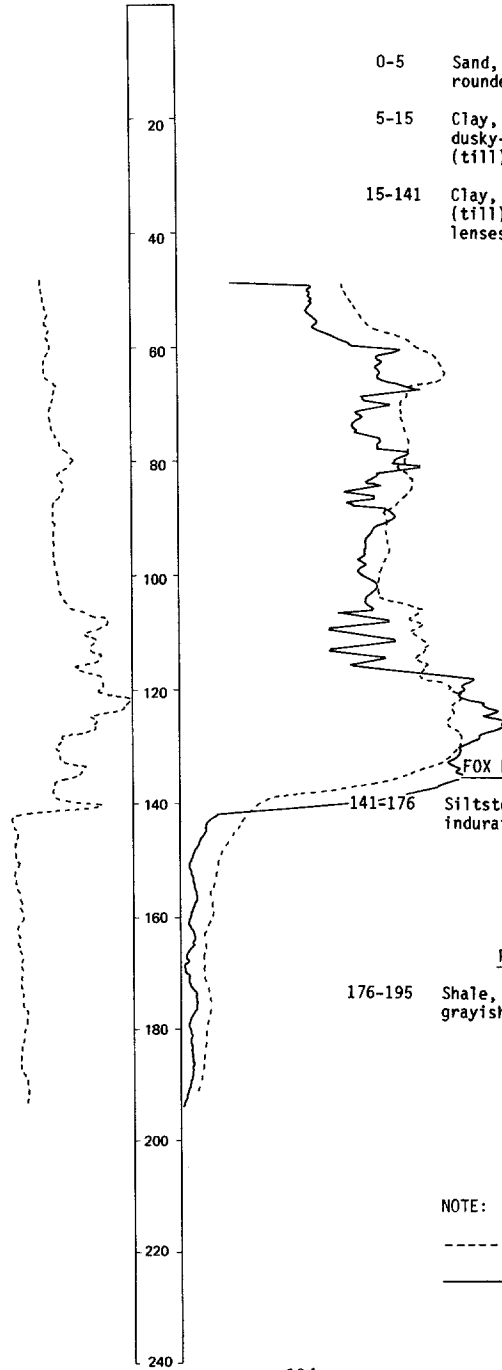 0-5 Sand,
rounde
20
5-15 Clay,
dusky-
(till)
15-141 Clay,
(till)
lenses
40
60
80
100
120
FOX
140
141=176 Siltsto
indurat
160
176-195 Shale,
grayish
180
200
NOTE:
220
240